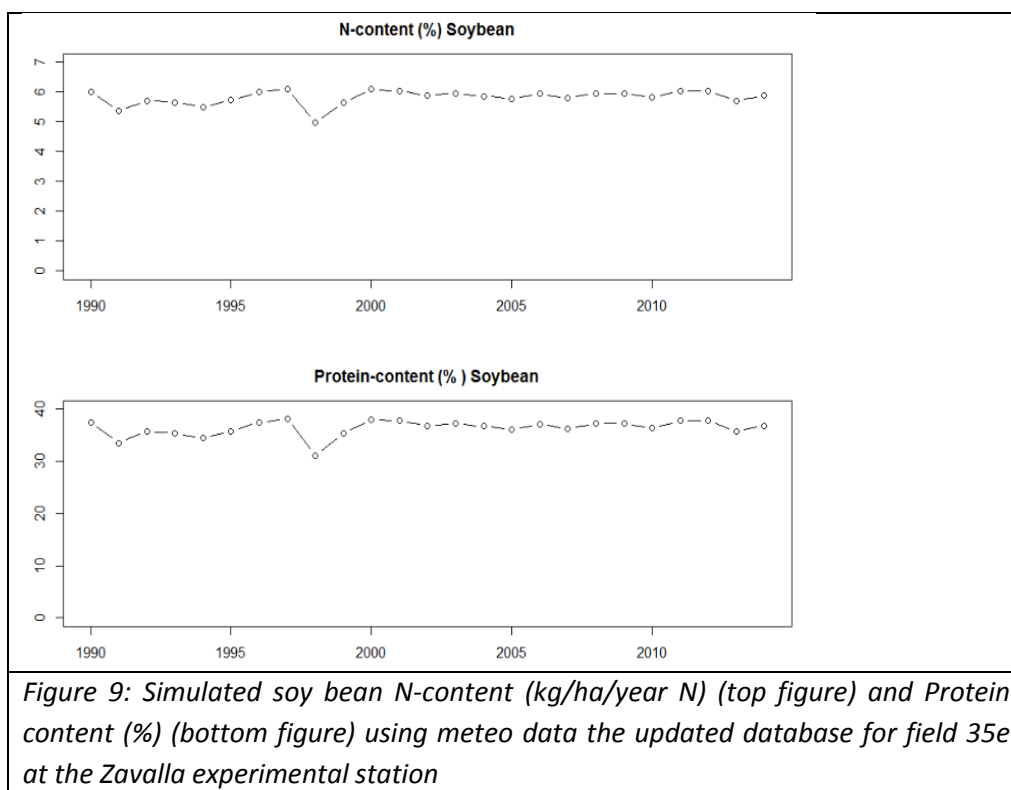 N-content (%) Soybean
7
6
5
4
3
2
1
0
1990 1995 2000 2005 2010
Protein-content (% ) Soybean
40
30
20
10
0
1990 1995 2000 2005 2010
Figure 9: Simulated soy bean N-content (kg/ha/year N) (top figure) and Protein
content (%) (bottom figure) using meteo data the updated database for field 35e
at the Zavalla experimental station